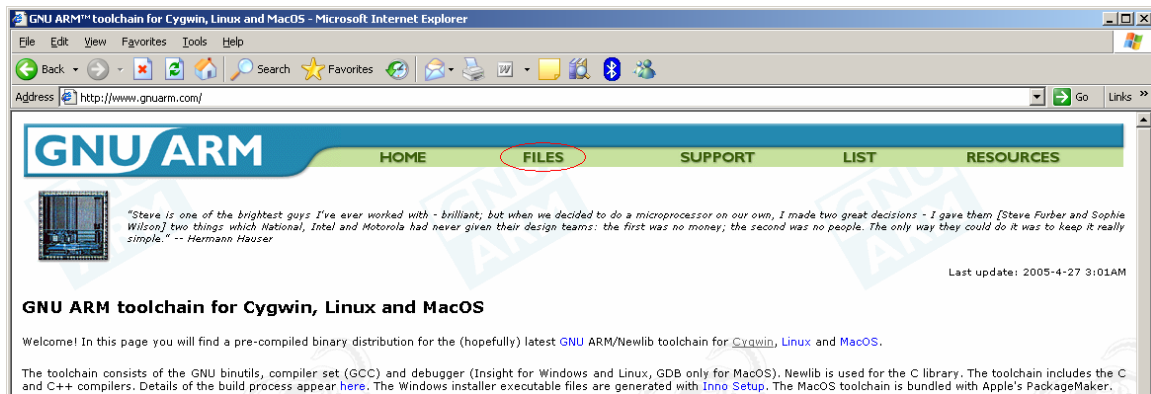 GNU ARM™ toolchain for Cygwin, Linux and MacOS - Microsoft Internet Explorer
File Edit View Favorites Tools Help
Back Search Favorites
Address http://www.gnuarm.com/ Go Links »
GNU ARM
HOME FILES SUPPORT LIST RESOURCES
"Steve is one of the brightest guys I've ever worked with - brilliant; but when we decided to do a microprocessor on our own, I made two great decisions - I gave them [Steve Furber and Sophie
Wilson] two things which National, Intel and Motorola had never given their design teams: the first was no money; the second was no people. The only way they could do it was to keep it really
simple." -- Hermann Hauser
Last update: 2005-4-27 3:01AM
GNU ARM toolchain for Cygwin, Linux and MacOS
Welcome! In this page you will find a pre-compiled binary distribution for the (hopefully) latest GNU ARM/Newlib toolchain for Cygwin, Linux and MacOS.
The toolchain consists of the GNU binutils, compiler set (GCC) and debugger (Insight for Windows and Linux, GDB only for MacOS). Newlib is used for the C library. The toolchain includes the C
and C++ compilers. Details of the build process appear here. The Windows installer executable files are generated with Inno Setup. The MacOS toolchain is bundled with Apple's PackageMaker.